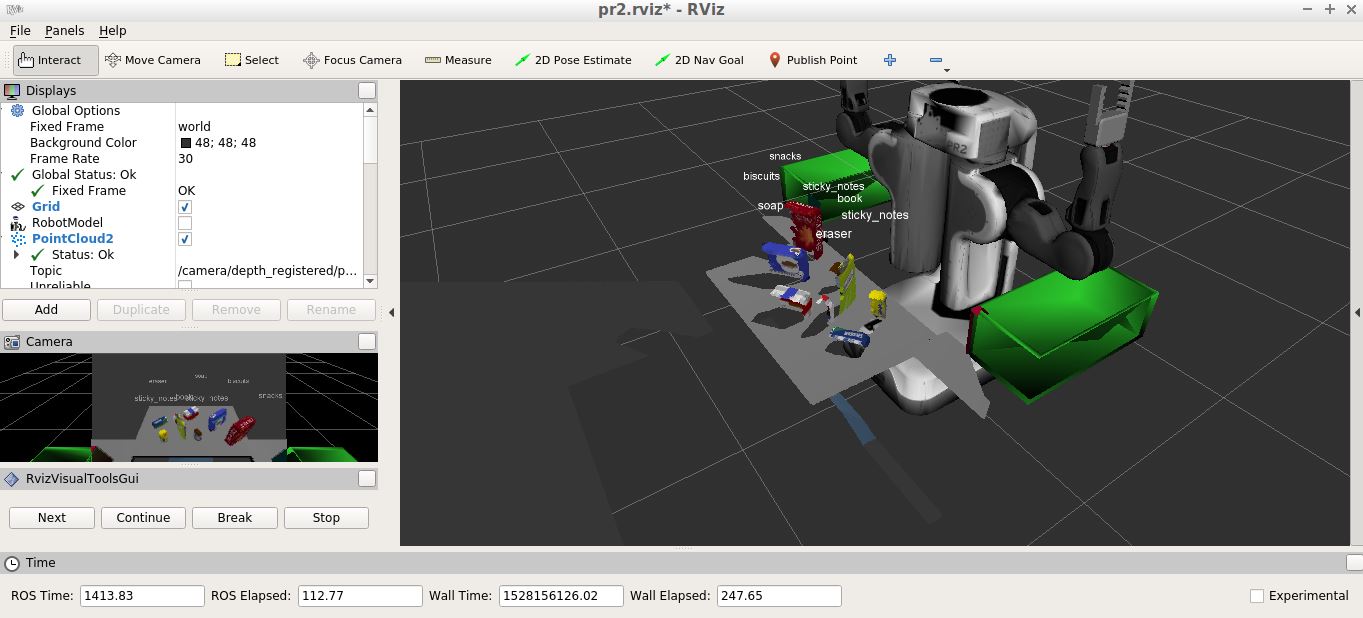 pr2.rviz* - RViz
File Panels Help
Interact Move Camera Select Focus Camera Measure 2D Pose Estimate 2D Nav Goal Publish Point
Displays
Global Options
Fixed Frame world
Background Color 48; 48; 48
Frame Rate 30
Global Status: Ok
Fixed Frame OK
Grid
RobotModel
PointCloud2
Status: Ok
Topic /camera/depth_registered/p...
Unreliable
Add Duplicate Remove Rename
Camera
eraser soap biscuits
sticky_notes book sticky_notes snacks
RvizVisualToolsGui
Next Continue Break Stop
PR2
snacks
biscuits
sticky_notes
book
soap
sticky_notes
eraser
Time
ROS Time: 1413.83 ROS Elapsed: 112.77 Wall Time: 1528156126.02 Wall Elapsed: 247.65 Experimental